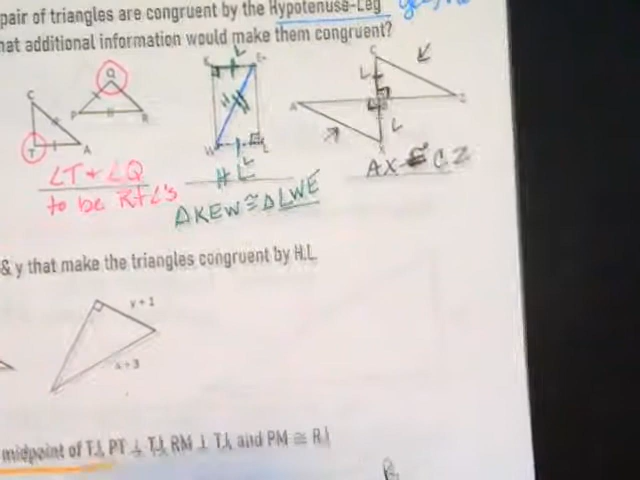 pair of triangles are congruent by the Hypotenuse-Leg
hat additional information would make them congruent?
C
T
A
Q
P
R
L
E
W
L
L
C
L
A
Z
L
X
∠T + ∠Q
to be Rt∠'s
HL
ΔKEW ≅ ΔLWE
AX ≅ CZ
& y that make the triangles congruent by H.L.
y + 1
x + 3
midpoint of TJ, PT ⊥ TJ, RM ⊥ TJ, and PM ≅ RJ
R